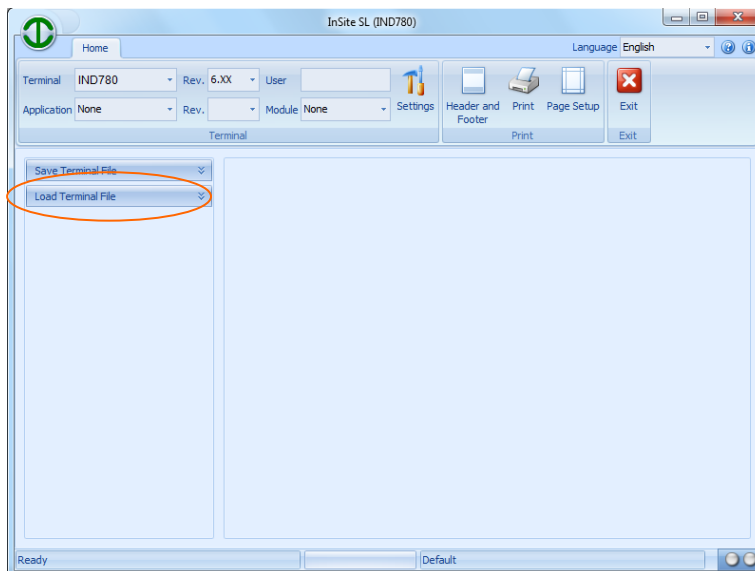 InSite SL (IND780)
Home
Language English
Terminal IND780 Rev. 6.XX User
Application None Rev. Module None
Settings
Header and
Footer
Print
Page Setup
Exit
Terminal
Print
Exit
Save Terminal File
Load Terminal File
Ready
Default